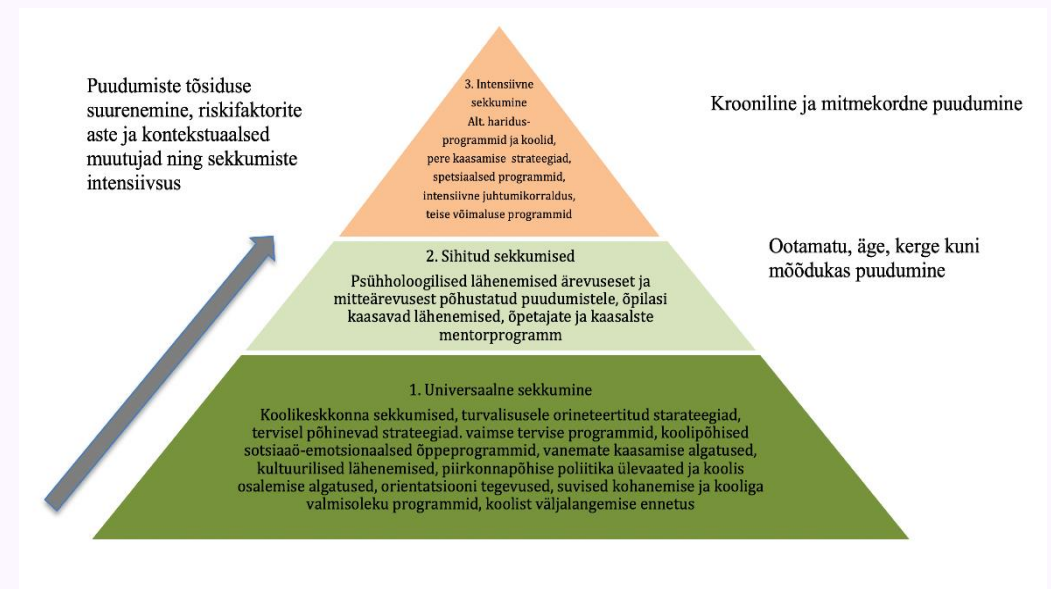 Puudumiste tõsiduse
suurenemine, riskifaktorite
aste ja kontekstuaalsed
muutujad ning sekkumiste
intensiivsus
3. Intensiivne
sekkumine
Alt. haridus-
programmid ja koolid,
pere kaasamise strateegiad,
spetsiaalsed programmid,
intensiivne juhtumikorraldus,
teise võimaluse programmid
Krooniline ja mitmekordne puudumine
2. Sihitud sekkumised
Psühholoogilised lähenemised ärevuseset ja
mitteärevusest põhustatud puudumistele, õpilasi
kaasavad lähenemised, õpetajate ja kaasalste
mentorprogramm
Ootamatu, äge, kerge kuni
mõõdukas puudumine
1. Universaalne sekkumine
Koolikeskkonna sekkumised, turvalisusele orineteertitud starateegiad,
tervisel põhinevad strateegiad. vaimse tervise programmid, koolipõhised
sotsiaaö-emotsionaalsed õppeprogrammid, vanemate kaasamise algatused,
kultuurilised lähenemised, piirkonnapõhise poliitika ülevaated ja koolis
osalemise algatused, orientatsiooni tegevused, suvised kohanemise ja kooliga
valmisoleku programmid, koolist väljalangemise ennetus